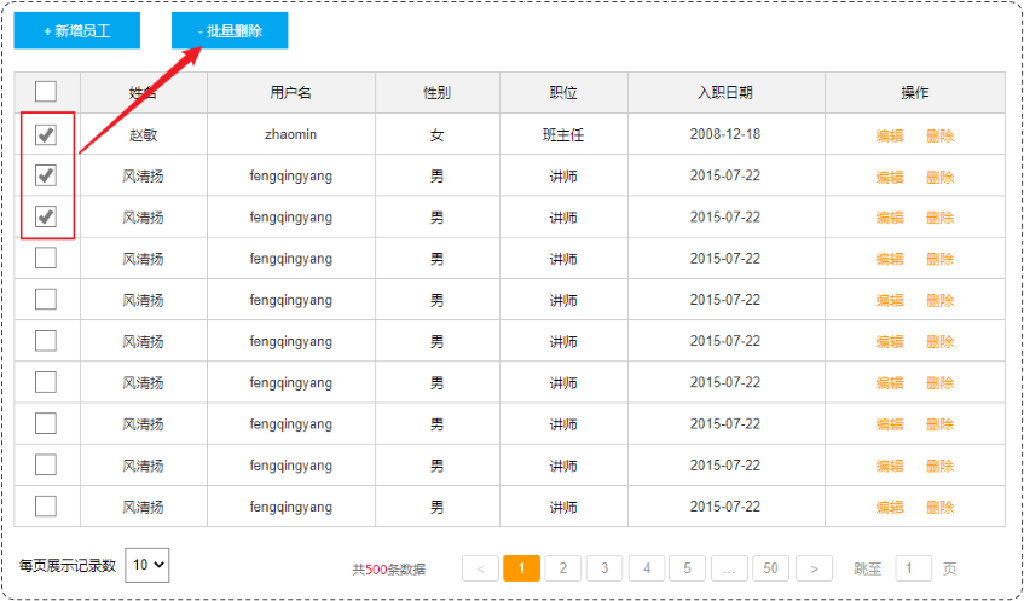 + 新增员工 - 批量删除
姓名 用户名 性别 职位 入职日期 操作
赵敏 zhaomin 女 班主任 2008-12-18 编辑 删除
风清扬 fengqingyang 男 讲师 2015-07-22 编辑 删除
风清扬 fengqingyang 男 讲师 2015-07-22 编辑 删除
风清扬 fengqingyang 男 讲师 2015-07-22 编辑 删除
风清扬 fengqingyang 男 讲师 2015-07-22 编辑 删除
风清扬 fengqingyang 男 讲师 2015-07-22 编辑 删除
风清扬 fengqingyang 男 讲师 2015-07-22 编辑 删除
风清扬 fengqingyang 男 讲师 2015-07-22 编辑 删除
风清扬 fengqingyang 男 讲师 2015-07-22 编辑 删除
风清扬 fengqingyang 男 讲师 2015-07-22 编辑 删除
每页展示记录数 10 共500条数据 < 1 2 3 4 5 ... 50 > 跳至 1 页